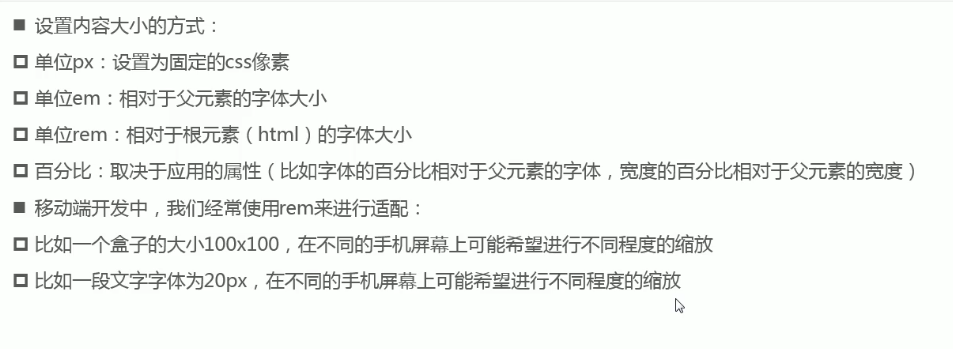 设置内容大小的方式：
单位px：设置为固定的css像素
单位em：相对于父元素的字体大小
单位rem：相对于根元素（html）的字体大小
百分比：取决于应用的属性（比如字体的百分比相对于父元素的字体，宽度的百分比相对于父元素的宽度）
移动端开发中，我们经常使用rem来进行适配：
比如一个盒子的大小100x100，在不同的手机屏幕上可能希望进行不同程度的缩放
比如一段文字字体为20px，在不同的手机屏幕上可能希望进行不同程度的缩放